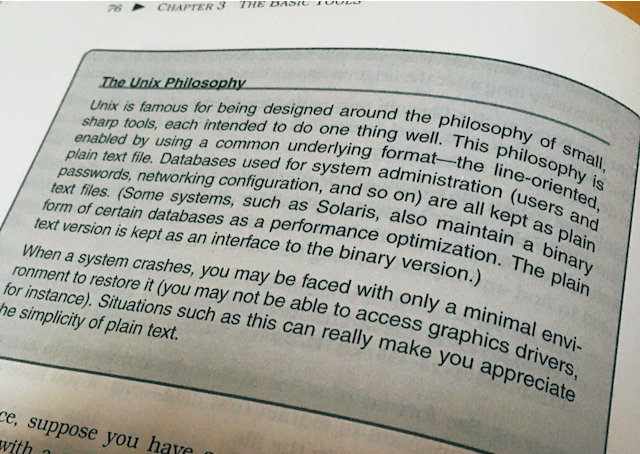 76 ► CHAPTER 3 THE BASIC TOOLS
The Unix Philosophy
Unix is famous for being designed around the philosophy of small,
sharp tools, each intended to do one thing well. This philosophy is
enabled by using a common underlying format—the line-oriented,
plain text file. Databases used for system administration (users and
passwords, networking configuration, and so on) are all kept as plain
text files. (Some systems, such as Solaris, also maintain a binary
form of certain databases as a performance optimization. The plain
text version is kept as an interface to the binary version.)
When a system crashes, you may be faced with only a minimal envi-
ronment to restore it (you may not be able to access graphics drivers,
for instance). Situations such as this can really make you appreciate
he simplicity of plain text.
ce, suppose you have
with a